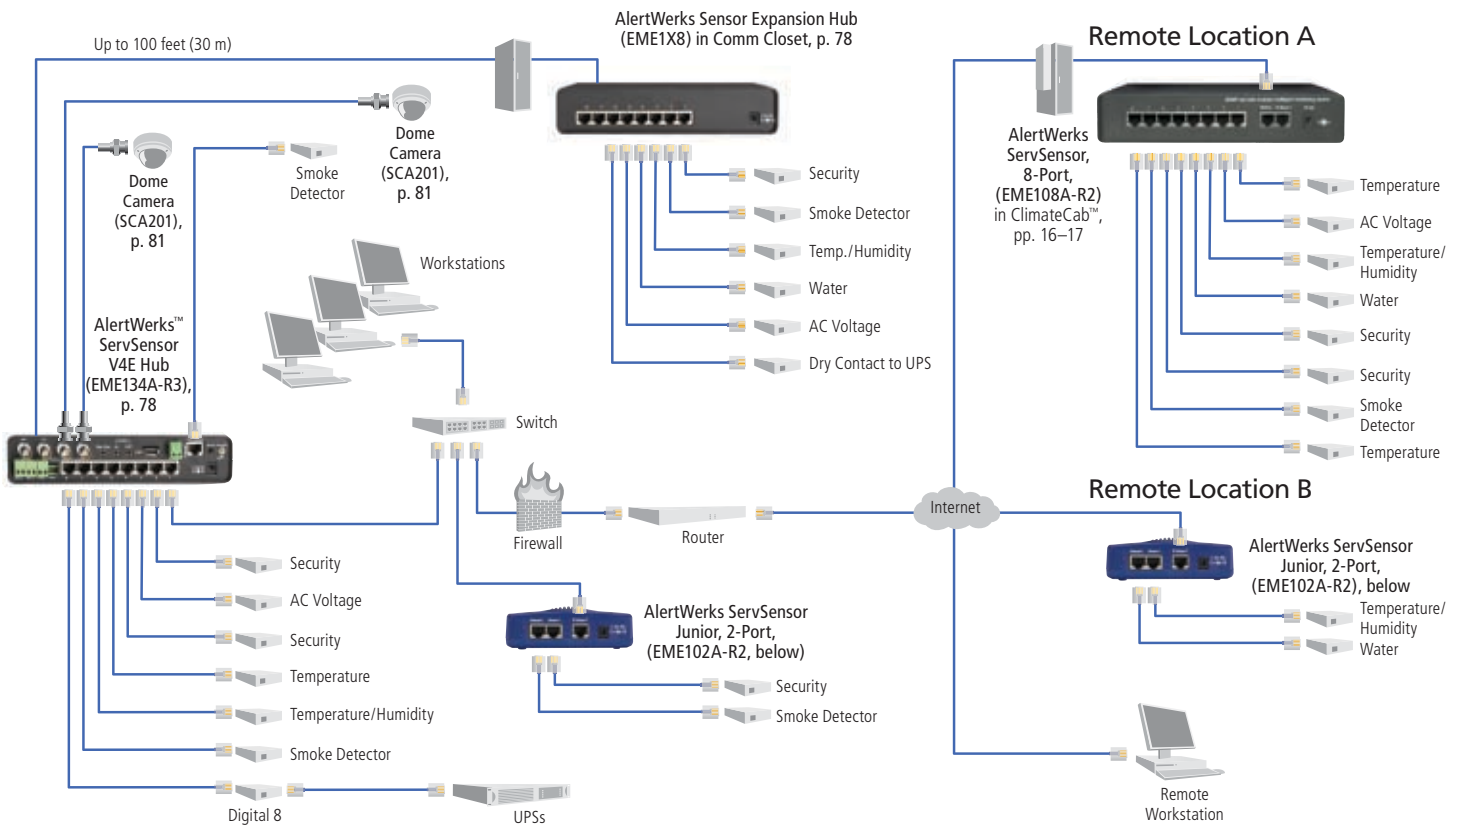 AlertWerks Sensor Expansion Hub
(EME1X8) in Comm Closet, p. 78
Up to 100 feet (30 m)
Remote Location A
Dome
Camera
(SCA201),
p. 81
Smoke
Detector
Dome
Camera
(SCA201),
p. 81
Security
Smoke Detector
Temp./Humidity
Water
AC Voltage
Dry Contact to UPS
AlertWerks
ServSensor,
8-Port,
(EME108A-R2)
in ClimateCab™,
pp. 16–17
Temperature
AC Voltage
Temperature/
Humidity
Water
Security
Security
Smoke
Detector
Temperature
Workstations
AlertWerks™
ServSensor
V4E Hub
(EME134A-R3),
p. 78
Switch
Firewall
Router
Internet
Remote Location B
AlertWerks ServSensor
Junior, 2-Port,
(EME102A-R2), below
Temperature/
Humidity
Water
Security
AC Voltage
Security
Temperature
Temperature/Humidity
Smoke Detector
Digital 8
UPSs
AlertWerks ServSensor
Junior, 2-Port,
(EME102A-R2, below)
Security
Smoke Detector
Remote
Workstation